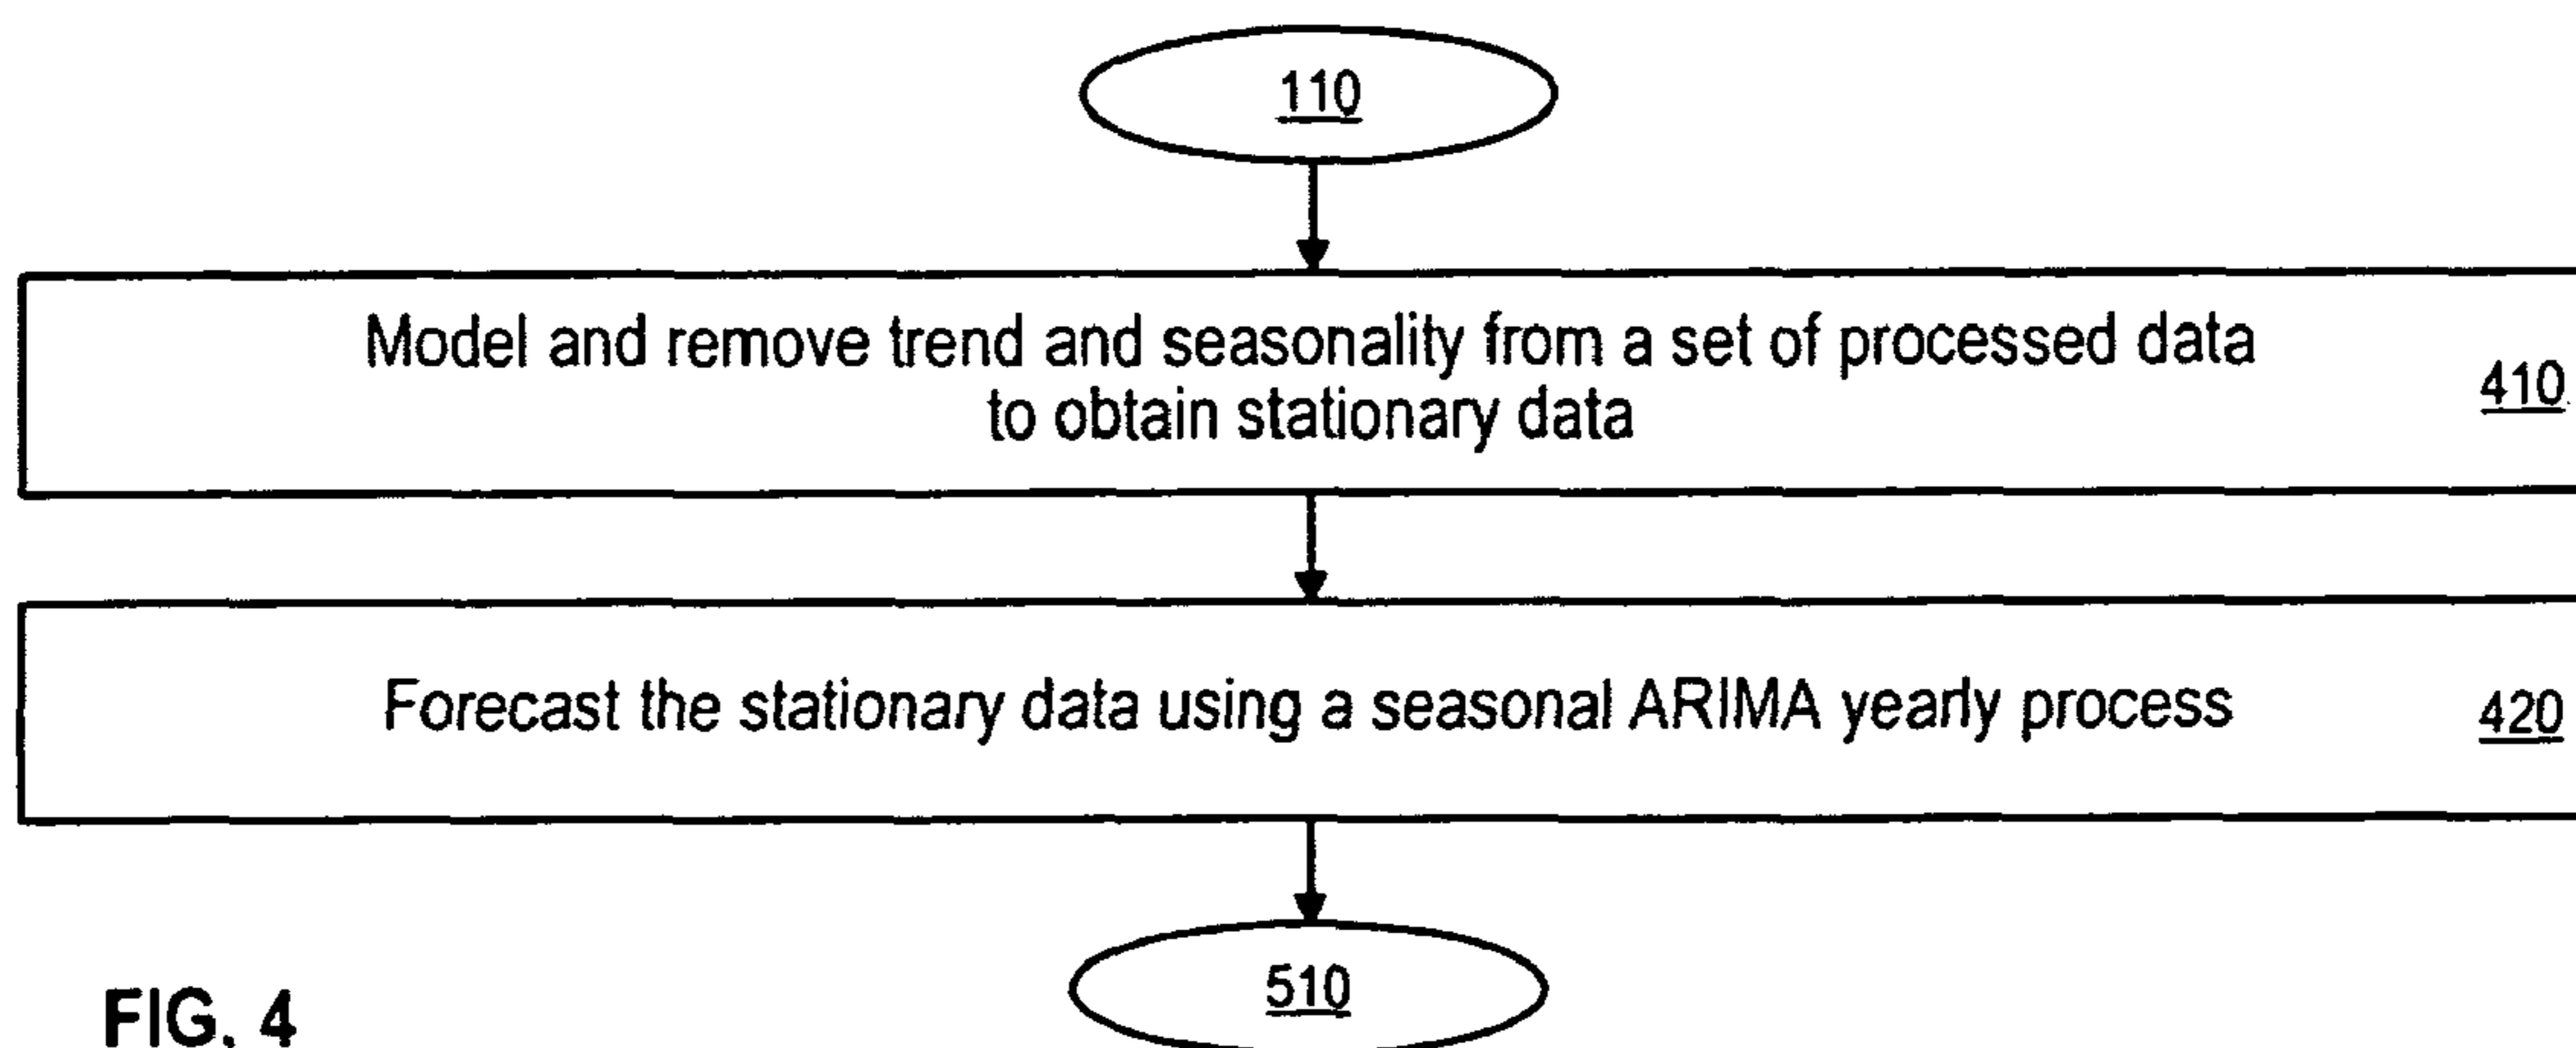 110
Model and remove trend and seasonality from a set of processed data
to obtain stationary data
410
Forecast the stationary data using a seasonal ARIMA yearly process
420
510
FIG. 4